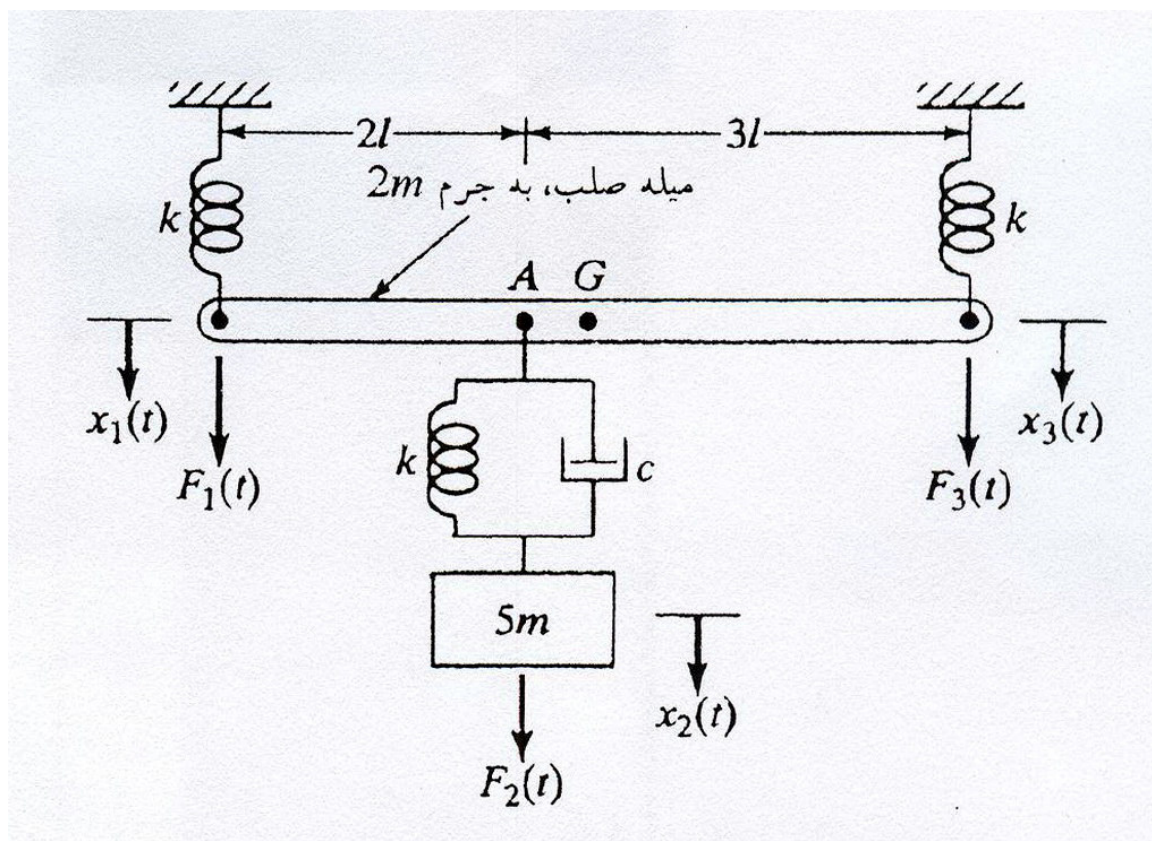 2l 3l
میله صلب، به جرم 2m
k k
A G
x₁(t) x₃(t)
F₁(t) F₃(t)
k c
5m
x₂(t)
F₂(t)